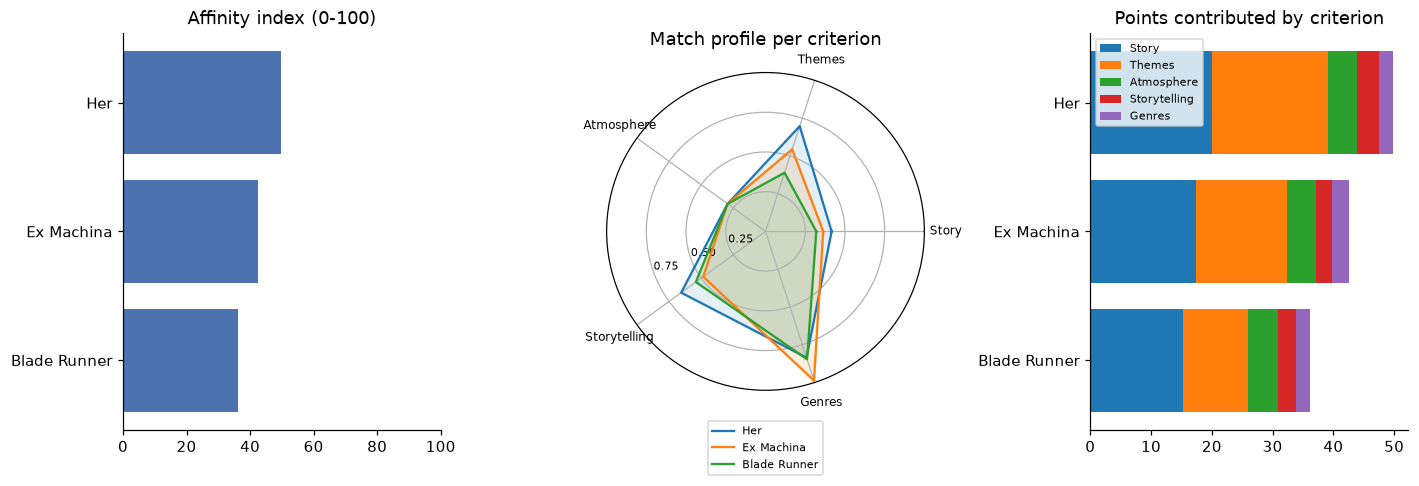 Affinity index (0-100)
Her
Ex Machina
Blade Runner
0 20 40 60 80 100
Match profile per criterion
Themes
Atmosphere
Story
0.25
0.50
0.75
Storytelling
Genres
Her
Ex Machina
Blade Runner
Points contributed by criterion
Story
Themes
Atmosphere
Storytelling
Genres
Her
Ex Machina
Blade Runner
0 10 20 30 40 50